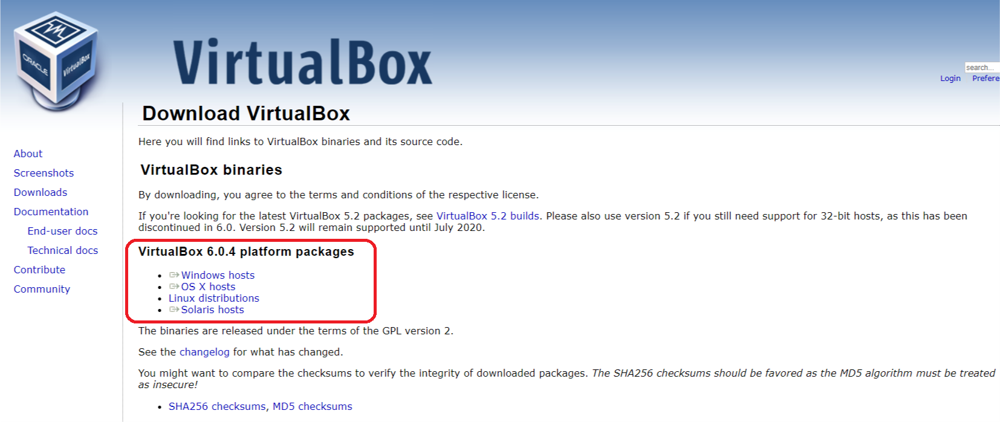 ORACLE
VirtualBox
VirtualBox
search...
Login Prefere
Download VirtualBox
Here you will find links to VirtualBox binaries and its source code.
About
Screenshots
Downloads
Documentation
End-user docs
Technical docs
Contribute
Community
VirtualBox binaries
By downloading, you agree to the terms and conditions of the respective license.
If you're looking for the latest VirtualBox 5.2 packages, see VirtualBox 5.2 builds. Please also use version 5.2 if you still need support for 32-bit hosts, as this has been
discontinued in 6.0. Version 5.2 will remain supported until July 2020.
VirtualBox 6.0.4 platform packages
• Windows hosts
• OS X hosts
• Linux distributions
• Solaris hosts
The binaries are released under the terms of the GPL version 2.
See the changelog for what has changed.
You might want to compare the checksums to verify the integrity of downloaded packages. The SHA256 checksums should be favored as the MD5 algorithm must be treated
as insecure!
• SHA256 checksums, MD5 checksums